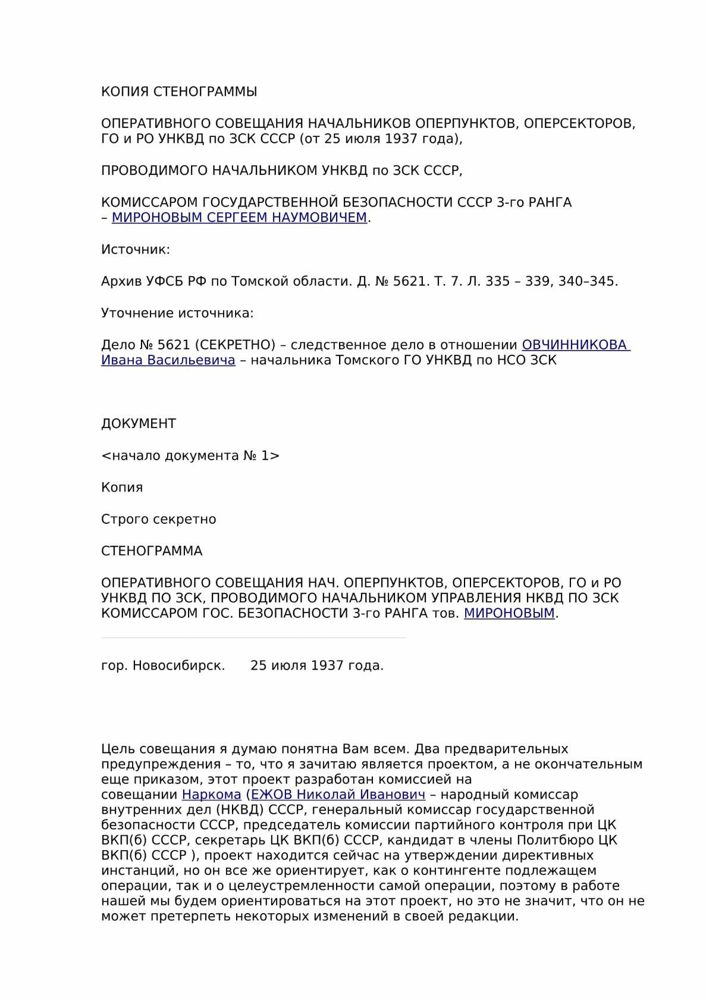 КОПИЯ СТЕНОГРАММЫ
ОПЕРАТИВНОГО СОВЕЩАНИЯ НАЧАЛЬНИКОВ ОПЕРПУНКТОВ, ОПЕРСЕКТОРОВ,
ГО и РО УНКВД по ЗСК СССР (от 25 июля 1937 года),
ПРОВОДИМОГО НАЧАЛЬНИКОМ УНКВД по ЗСК СССР,
КОМИССАРОМ ГОСУДАРСТВЕННОЙ БЕЗОПАСНОСТИ СССР 3-го РАНГА
– МИРОНОВЫМ СЕРГЕЕМ НАУМОВИЧЕМ.
Источник:
Архив УФСБ РФ по Томской области. Д. № 5621. Т. 7. Л. 335 – 339, 340–345.
Уточнение источника:
Дело № 5621 (СЕКРЕТНО) – следственное дело в отношении ОВЧИННИКОВА
Ивана Васильевича – начальника Томского ГО УНКВД по НСО ЗСК
ДОКУМЕНТ
<начало документа № 1>
Копия
Строго секретно
СТЕНОГРАММА
ОПЕРАТИВНОГО СОВЕЩАНИЯ НАЧ. ОПЕРПУНКТОВ, ОПЕРСЕКТОРОВ, ГО и РО
УНКВД ПО ЗСК, ПРОВОДИМОГО НАЧАЛЬНИКОМ УПРАВЛЕНИЯ НКВД ПО ЗСК
КОМИССАРОМ ГОС. БЕЗОПАСНОСТИ 3-го РАНГА тов. МИРОНОВЫМ.
гор. Новосибирск. 25 июля 1937 года.
Цель совещания я думаю понятна Вам всем. Два предварительных
предупреждения – то, что я зачитаю является проектом, а не окончательным
еще приказом, этот проект разработан комиссией на
совещании Наркома (ЕЖОВ Николай Иванович – народный комиссар
внутренних дел (НКВД) СССР, генеральный комиссар государственной
безопасности СССР, председатель комиссии партийного контроля при ЦК
ВКП(б) СССР, секретарь ЦК ВКП(б) СССР, кандидат в члены Политбюро ЦК
ВКП(б) СССР ), проект находится сейчас на утверждении директивных
инстанций, но он все же ориентирует, как о контингенте подлежащем
операции, так и о целеустремленности самой операции, поэтому в работе
нашей мы будем ориентироваться на этот проект, но это не значит, что он не
может претерпеть некоторых изменений в своей редакции.